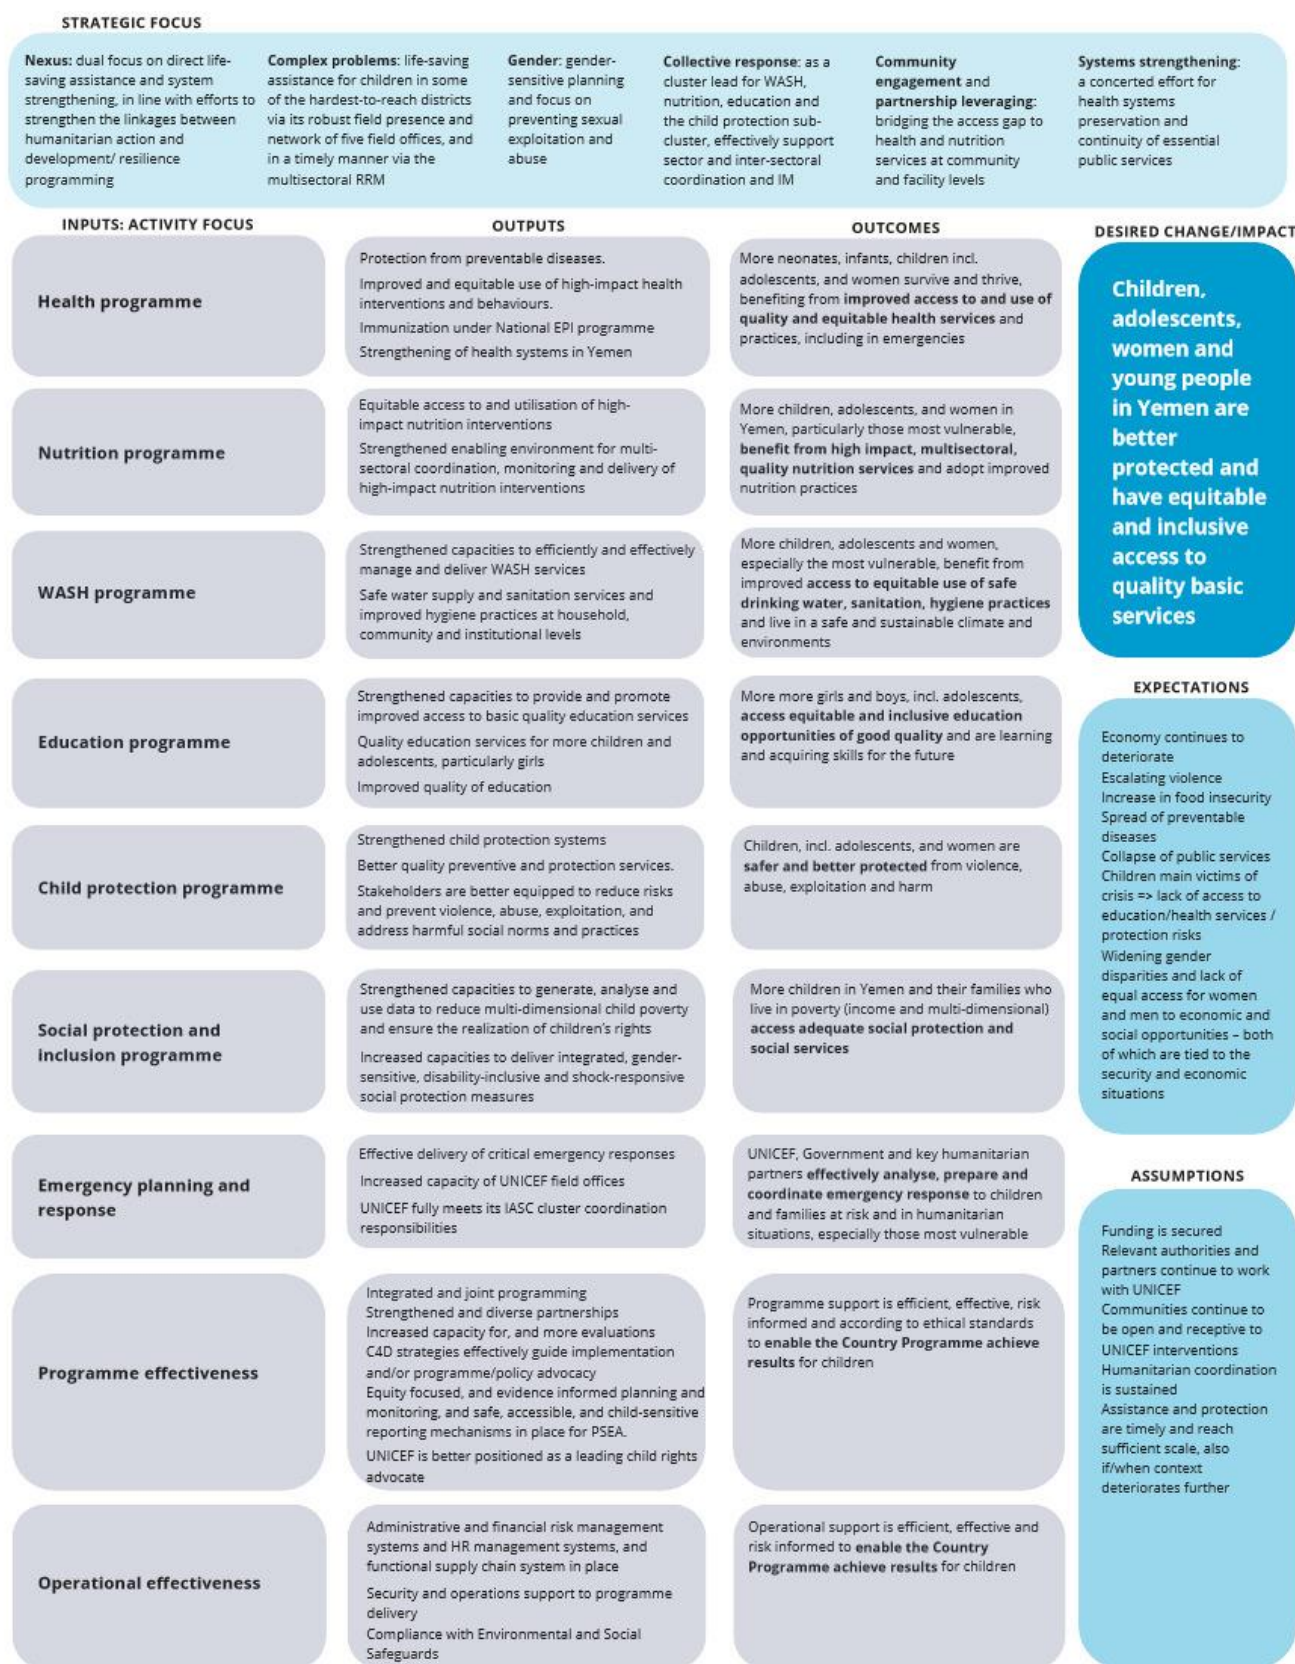 STRATEGIC FOCUS
Nexus: dual focus on direct life-
saving assistance and system
strengthening, in line with efforts to
strengthen the linkages between
humanitarian action and
development/ resilience
programming
Complex problems: life-saving
assistance for children in some
of the hardest-to-reach districts
via its robust field presence and
network of five field offices, and
in a timely manner via the
multisectoral RRM
Gender: gender-
sensitive planning
and focus on
preventing sexual
exploitation and
abuse
Collective response: as a
cluster lead for WASH,
nutrition, education and
the child protection sub-
cluster, effectively support
sector and inter-sectoral
coordination and IM
Community
engagement and
partnership leveraging:
bridging the access gap to
health and nutrition
services at community
and facility levels
Systems strengthening:
a concerted effort for
health systems
preservation and
continuity of essential
public services
INPUTS: ACTIVITY FOCUS
OUTPUTS
OUTCOMES
DESIRED CHANGE/IMPACT
Health programme
Protection from preventable diseases.
Improved and equitable use of high-impact health
interventions and behaviours.
Immunization under National EPI programme
Strengthening of health systems in Yemen
More neonates, infants, children incl.
adolescents, and women survive and thrive,
benefiting from improved access to and use of
quality and equitable health services and
practices, including in emergencies
Nutrition programme
Equitable access to and utilisation of high-
impact nutrition interventions
Strengthened enabling environment for multi-
sectoral coordination, monitoring and delivery of
high-impact nutrition interventions
More children, adolescents, and women in
Yemen, particularly those most vulnerable,
benefit from high impact, multisectoral,
quality nutrition services and adopt improved
nutrition practices
WASH programme
Strengthened capacities to efficiently and effectively
manage and deliver WASH services
Safe water supply and sanitation services and
improved hygiene practices at household,
community and institutional levels
More children, adolescents and women,
especially the most vulnerable, benefit from
improved access to equitable use of safe
drinking water, sanitation, hygiene practices
and live in a safe and sustainable climate and
environments
Education programme
Strengthened capacities to provide and promote
improved access to basic quality education services
Quality education services for more children and
adolescents, particularly girls
Improved quality of education
More more girls and boys, incl. adolescents,
access equitable and inclusive education
opportunities of good quality and are learning
and acquiring skills for the future
Child protection programme
Strengthened child protection systems
Better quality preventive and protection services.
Stakeholders are better equipped to reduce risks
and prevent violence, abuse, exploitation, and
address harmful social norms and practices
Children, incl. adolescents, and women are
safer and better protected from violence,
abuse, exploitation and harm
Social protection and
inclusion programme
Strengthened capacities to generate, analyse and
use data to reduce multi-dimensional child poverty
and ensure the realization of children's rights
Increased capacities to deliver integrated, gender-
sensitive, disability-inclusive and shock-responsive
social protection measures
More children in Yemen and their families who
live in poverty (income and multi-dimensional)
access adequate social protection and
social services
Emergency planning and
response
Effective delivery of critical emergency responses
Increased capacity of UNICEF field offices
UNICEF fully meets its IASC cluster coordination
responsibilities
UNICEF, Government and key humanitarian
partners effectively analyse, prepare and
coordinate emergency response to children
and families at risk and in humanitarian
situations, especially those most vulnerable
Programme effectiveness
Integrated and joint programming
Strengthened and diverse partnerships
Increased capacity for, and more evaluations
C4D strategies effectively guide implementation
and/or programme/policy advocacy
Equity focused, and evidence informed planning and
monitoring, and safe, accessible, and child-sensitive
reporting mechanisms in place for PSEA.
UNICEF is better positioned as a leading child rights
advocate
Programme support is efficient, effective, risk
informed and according to ethical standards
to enable the Country Programme achieve
results for children
Operational effectiveness
Administrative and financial risk management
systems and HR management systems, and
functional supply chain system in place
Security and operations support to programme
delivery
Compliance with Environmental and Social
Safeguards
Operational support is efficient, effective and
risk informed to enable the Country
Programme achieve results for children
Children,
adolescents,
women and
young people
in Yemen are
better
protected and
have equitable
and inclusive
access to
quality basic
services
EXPECTATIONS
Economy continues to
deteriorate
Escalating violence
Increase in food insecurity
Spread of preventable
diseases
Collapse of public services
Children main victims of
crisis => lack of access to
education/health services /
protection risks
Widening gender
disparities and lack of
equal access for women
and men to economic and
social opportunities – both
of which are tied to the
security and economic
situations
ASSUMPTIONS
Funding is secured
Relevant authorities and
partners continue to work
with UNICEF
Communities continue to
be open and receptive to
UNICEF interventions
Humanitarian coordination
is sustained
Assistance and protection
are timely and reach
sufficient scale, also
if/when context
deteriorates further